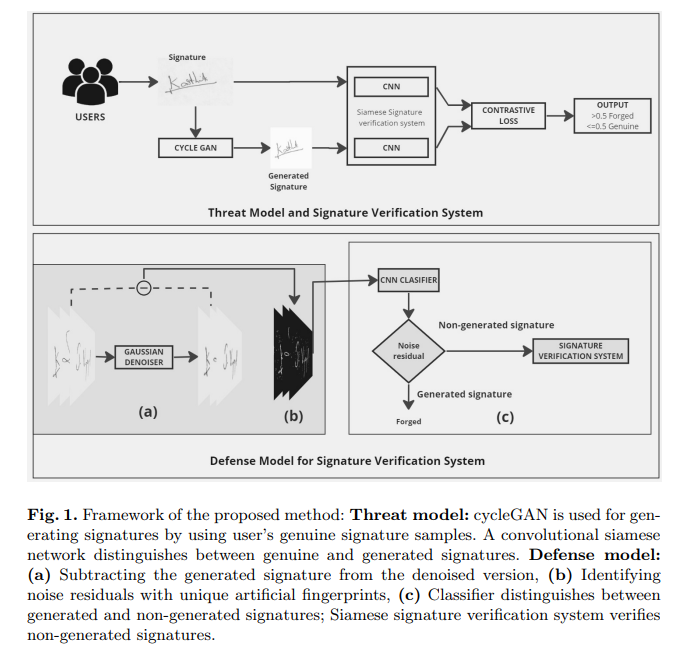 Signature
USERS
CYCLE GAN
Generated
Signature
CNN
Siamese Signature
verification system
CNN
CONTRASTIVE
LOSS
OUTPUT
>0.5 Forged
<=0.5 Genuine
Threat Model and Signature Verification System
GAUSSIAN
DENOISER
(a)
(b)
CNN CLASIFIER
Noise
residual
Non-generated signature
SIGNATURE
VERIFICATION SYSTEM
Generated signature
Forged
(c)
Defense Model for Signature Verification System
Fig. 1. Framework of the proposed method: Threat model: cycleGAN is used for gen-
erating signatures by using user's genuine signature samples. A convolutional siamese
network distinguishes between genuine and generated signatures. Defense model:
(a) Subtracting the generated signature from the denoised version, (b) Identifying
noise residuals with unique artificial fingerprints, (c) Classifier distinguishes between
generated and non-generated signatures; Siamese signature verification system verifies
non-generated signatures.